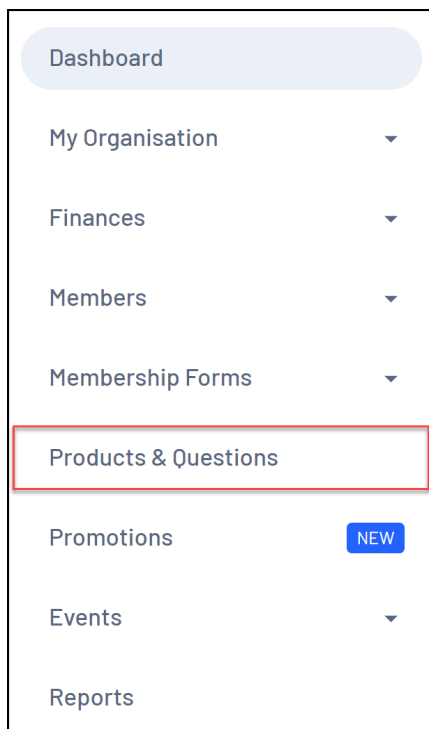 Dashboard
My Organisation
Finances
Members
Membership Forms
Products & Questions
Promotions NEW
Events
Reports